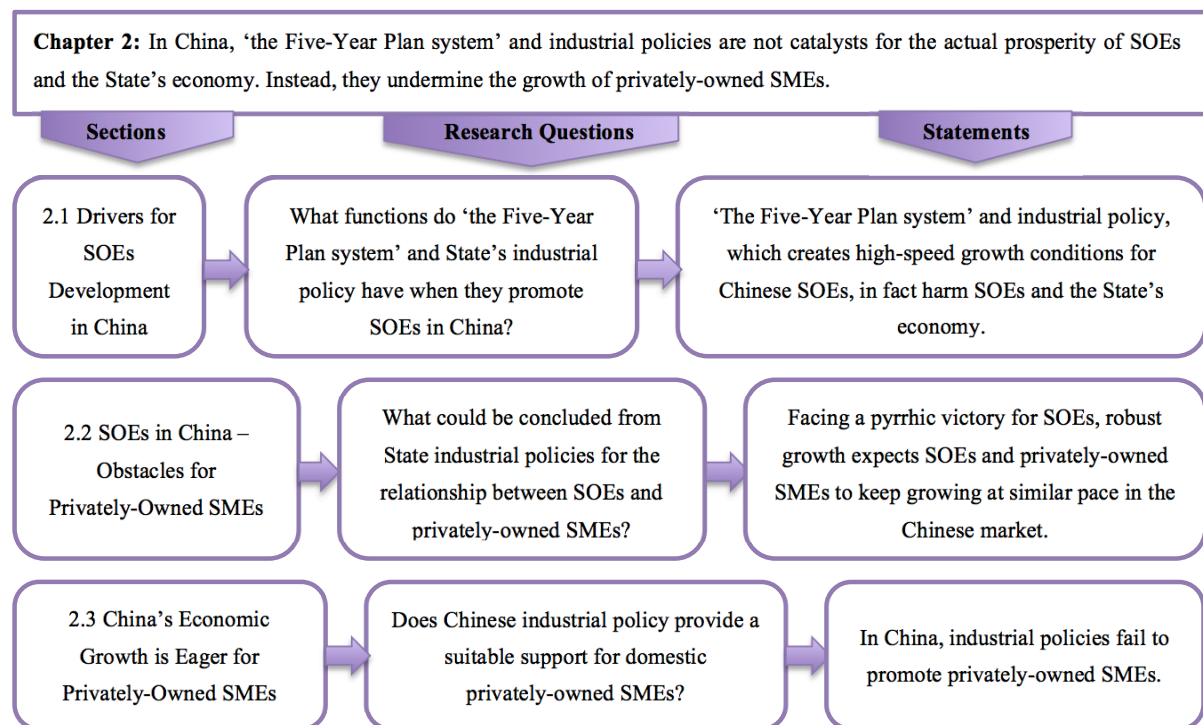 Chapter 2: In China, ‘the Five-Year Plan system’ and industrial policies are not catalysts for the actual prosperity of SOEs
and the State’s economy. Instead, they undermine the growth of privately-owned SMEs.
Sections
Research Questions
Statements
2.1 Drivers for
SOEs
Development
in China
What functions do ‘the Five-Year
Plan system’ and State’s industrial
policy have when they promote
SOEs in China?
‘The Five-Year Plan system’ and industrial policy,
which creates high-speed growth conditions for
Chinese SOEs, in fact harm SOEs and the State’s
economy.
2.2 SOEs in China –
Obstacles for
Privately-Owned SMEs
What could be concluded from
State industrial policies for the
relationship between SOEs and
privately-owned SMEs?
Facing a pyrrhic victory for SOEs, robust
growth expects SOEs and privately-owned
SMEs to keep growing at similar pace in the
Chinese market.
2.3 China’s Economic
Growth is Eager for
Privately-Owned SMEs
Does Chinese industrial policy provide a
suitable support for domestic
privately-owned SMEs?
In China, industrial policies fail to
promote privately-owned SMEs.